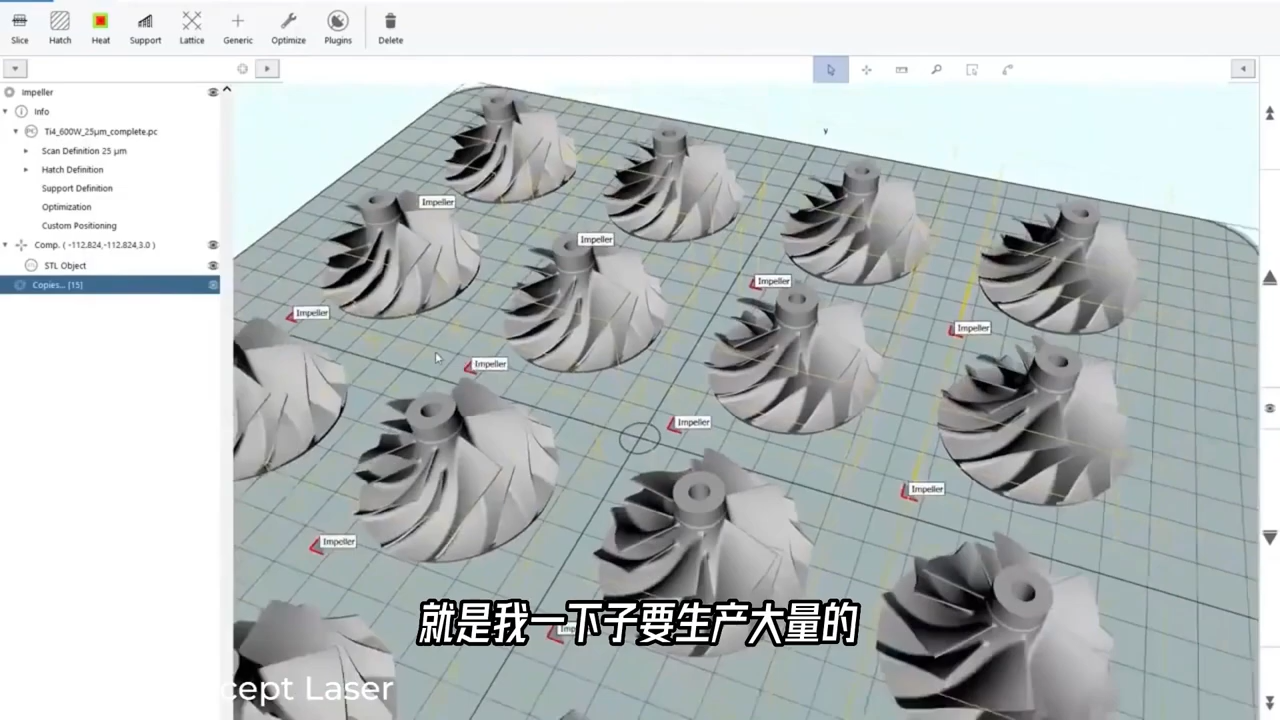 Slice
Hatch
Heat
Support
Lattice
Generic
Optimize
Plugins
Delete
Impeller
Info
Ti4_600W_25µm_complete.pc
Scan Definition 25 µm
Hatch Definition
Support Definition
Optimization
Custom Positioning
Comp. ( -112.824,-112.824,3.0 )
STL Object
Copies... [15]
y
Impeller
Impeller
Impeller
Impeller
Impeller
Impeller
Impeller
Impeller
Impeller
就是我一下子要生产大量的
cept Laser